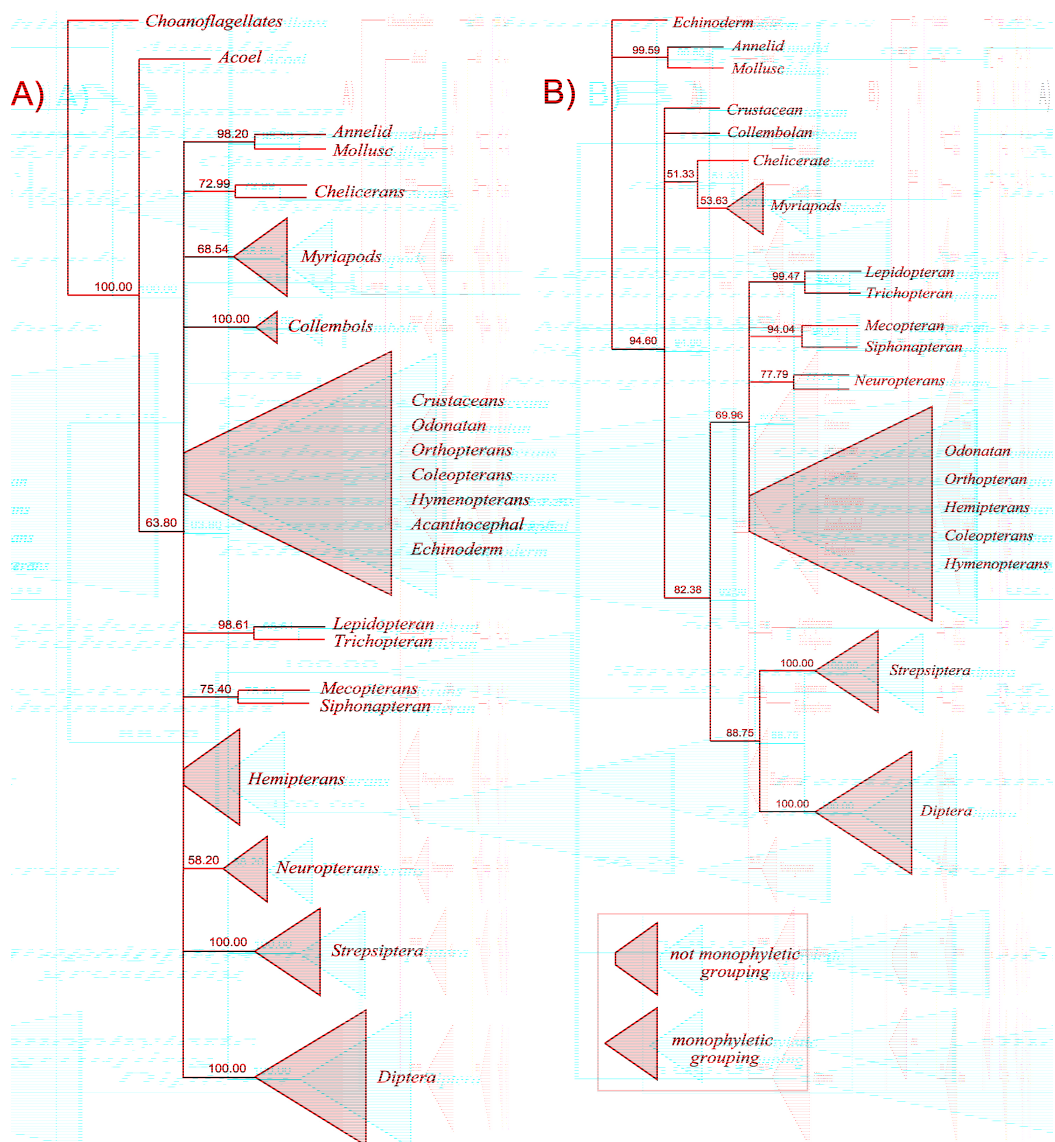 A)
Choanoflagellates
Acoel
98.20
Annelid
Mollusc
72.99
Chelicerans
68.54
Myriapods
100.00
100.00
Collembols
Crustaceans
Odonatan
Orthopterans
Coleopterans
Hymenopterans
Acanthocephal
Echinoderm
63.80
98.61
Lepidopteran
Trichopteran
75.40
Mecopterans
Siphonapteran
Hemipterans
58.20
Neuropterans
100.00
Strepsiptera
100.00
Diptera
B)
Echinoderm
99.59
Annelid
Mollusc
Crustacean
Collembolan
Chelicerate
51.33
53.63
Myriapods
99.47
Lepidopteran
Trichopteran
94.04
Mecopteran
Siphonapteran
94.60
77.79
Neuropterans
69.96
Odonatan
Orthopteran
Hemipterans
Coleopterans
Hymenopterans
82.38
100.00
Strepsiptera
88.75
100.00
Diptera
not monophyletic
grouping
monophyletic
grouping